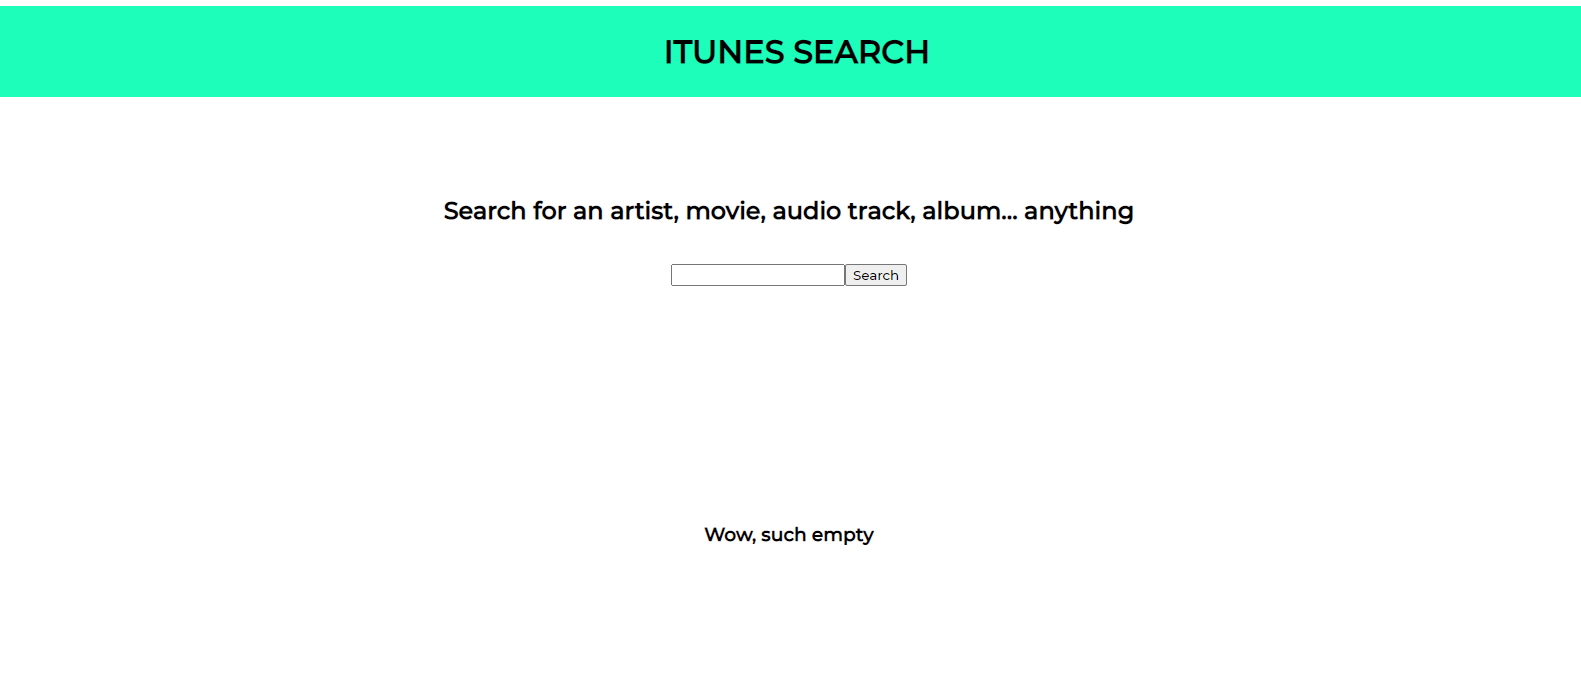 ITUNES SEARCH
Search for an artist, movie, audio track, album... anything
Search
Wow, such empty